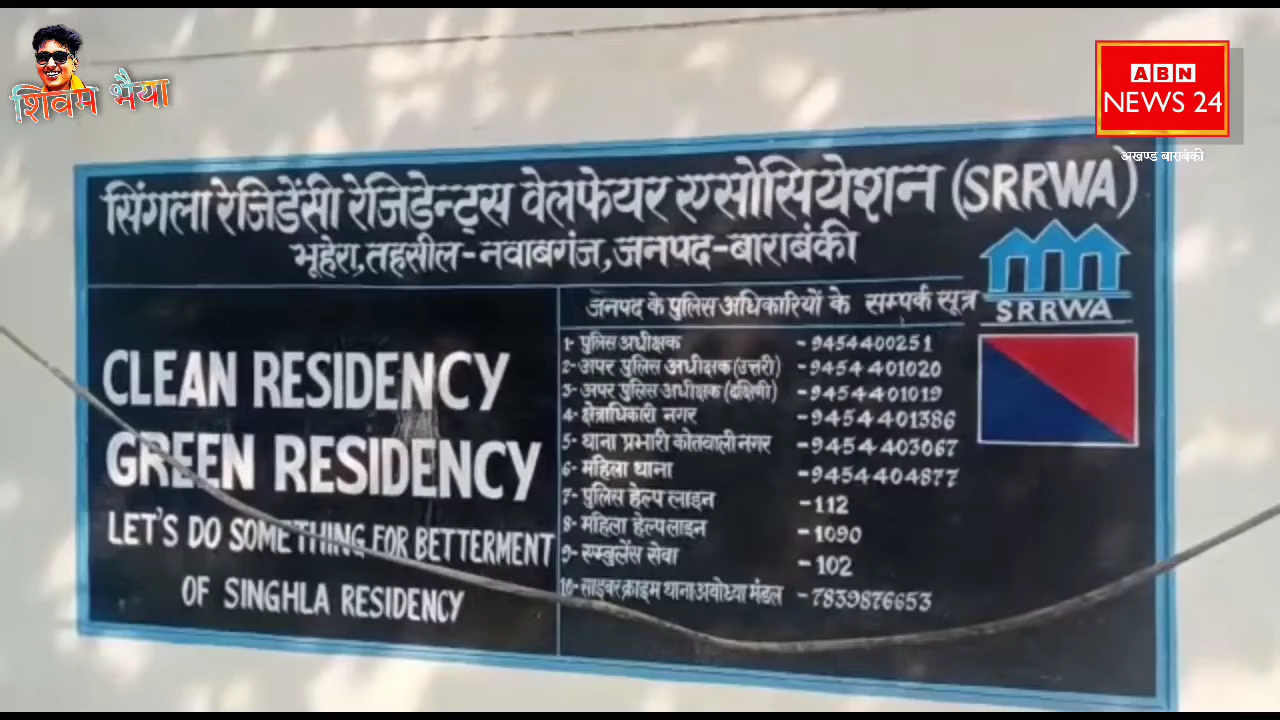 शिवम भैया
ABN
NEWS 24
अखण्ड बाराबंकी
सिंगला रेजिडेंसी रेजिडेन्ट्स वेलफेयर एसोसियेशन (SRRWA)
भूहेरा, तहसील-नवाबगंज, जनपद-बाराबंकी
SRRWA
CLEAN RESIDENCY
GREEN RESIDENCY
LET'S DO SOMETHING FOR BETTERMENT
OF SINGHLA RESIDENCY
जनपद के पुलिस अधिकारियों के सम्पर्क सूत्र
1- पुलिस अधीक्षक -9454400251
2- अपर पुलिस अधीक्षक (उत्तरी) -9454401020
3- अपर पुलिस अधीक्षक (दक्षिणी) -9454401019
4- क्षेत्राधिकारी नगर -9454401386
5- थाना प्रभारी कोतवाली नगर -9454403067
6- महिला थाना -9454404877
7- पुलिस हेल्प लाइन -112
8- महिला हेल्पलाइन -1090
9- एम्बुलेंस सेवा -102
10- साइबर क्राइम थाना अयोध्या मंडल -7839876653